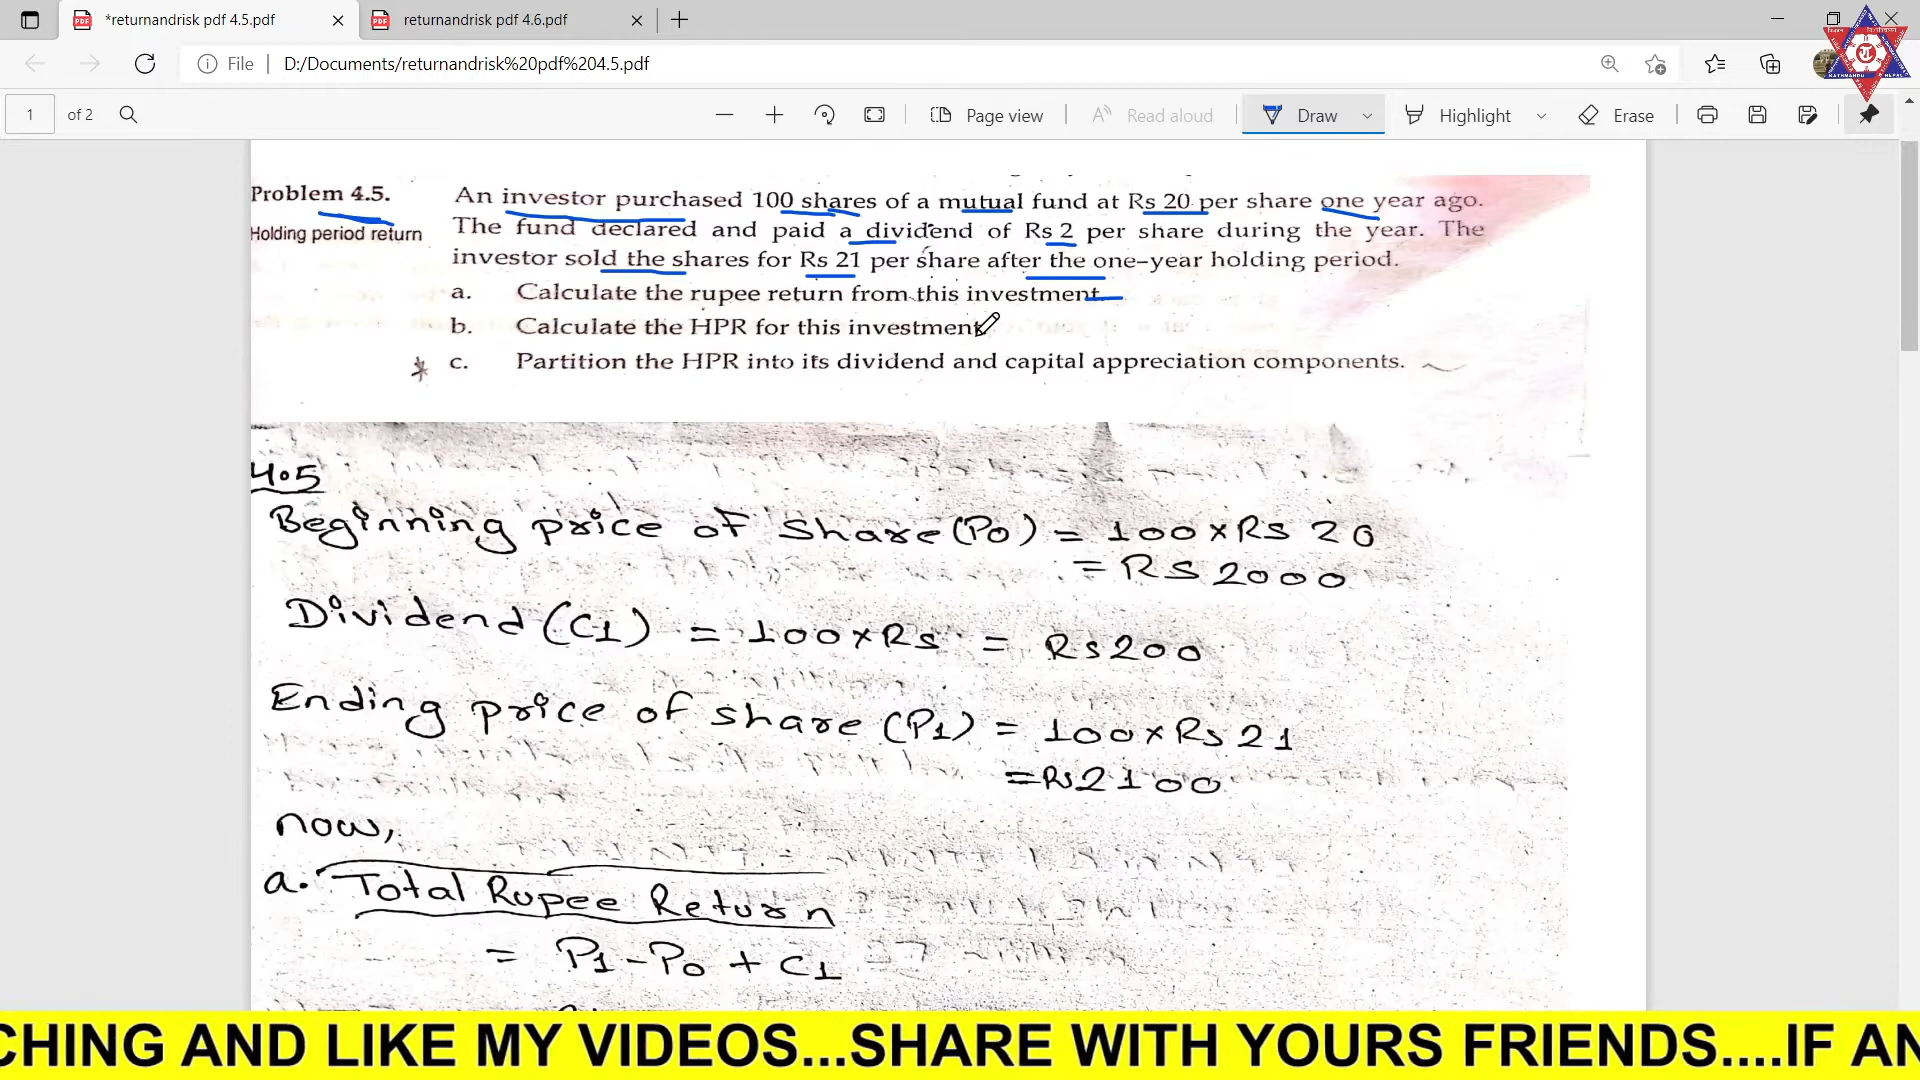 *returnandrisk pdf 4.5.pdf
returnandrisk pdf 4.6.pdf
File
D:/Documents/returnandrisk%20pdf%204.5.pdf
1 of 2
Page view
Read aloud
Draw
Highlight
Erase
KATHMANDU NEPAL
Problem 4.5.
Holding period return
An investor purchased 100 shares of a mutual fund at Rs 20 per share one year ago.
The fund declared and paid a dividend of Rs 2 per share during the year. The
investor sold the shares for Rs 21 per share after the one-year holding period.
a. Calculate the rupee return from this investment.
b. Calculate the HPR for this investment
c. Partition the HPR into its dividend and capital appreciation components.
4.5
Beginning price of share (P0) = 100 x RS 20
= RS 2000
Dividend (C1) = 100 x Rs = Rs 200
Ending price of share (P1) = 100 x Rs 21
= Rs 2100
now,
a. Total Rupee Return
= P1 - P0 + C1
CHING AND LIKE MY VIDEOS...SHARE WITH YOURS FRIENDS....IF AN